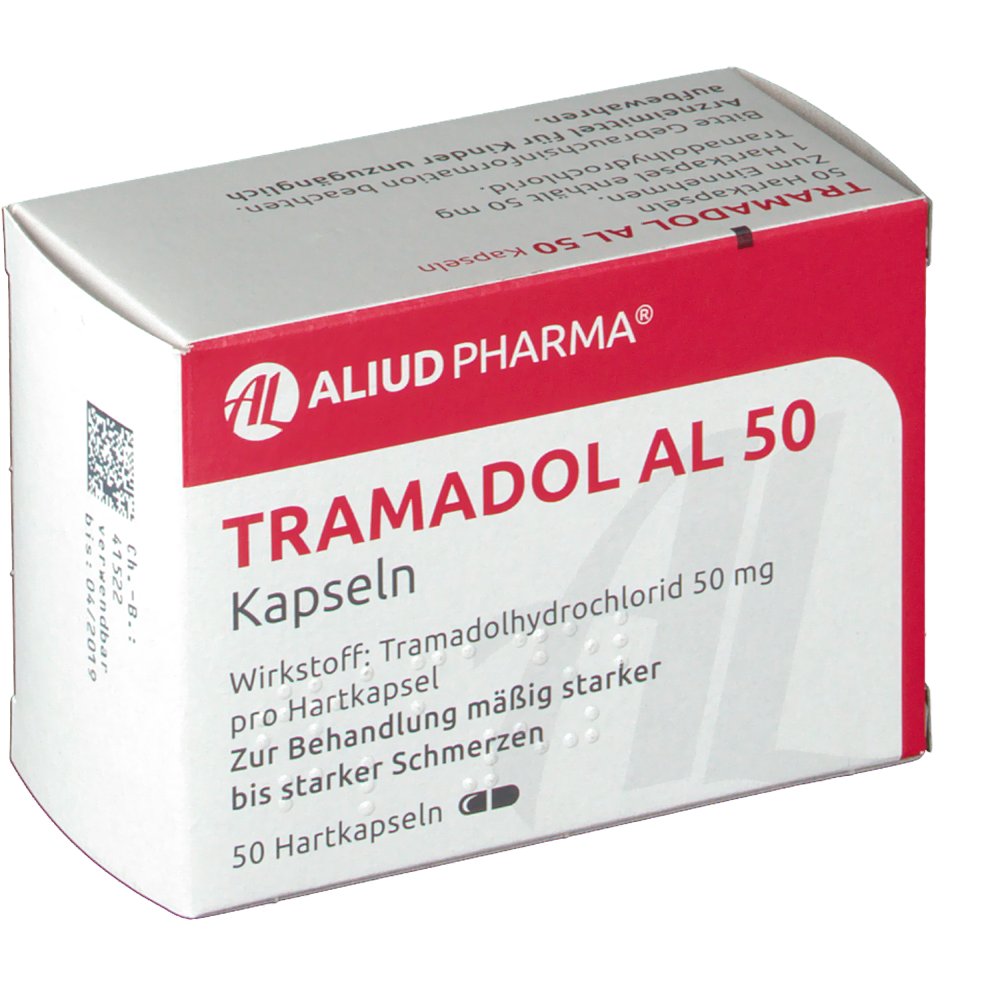 aufbewahren.
Arzneimittel für Kinder unzugänglich
Bitte Gebrauchsinformation beachten.
Tramadolhydrochlorid.
1 Hartkapsel enthält 50 mg
Zum Einnehmen.
50 Hartkapseln
TRAMADOL AL 50 Kapseln
AL ALIUD PHARMA®
TRAMADOL AL 50
Kapseln
Wirkstoff: Tramadolhydrochlorid 50 mg
pro Hartkapsel
Zur Behandlung mäßig starker
bis starker Schmerzen
50 Hartkapseln
Ch.-B.:
41522
verwendbar
bis: 04/2019